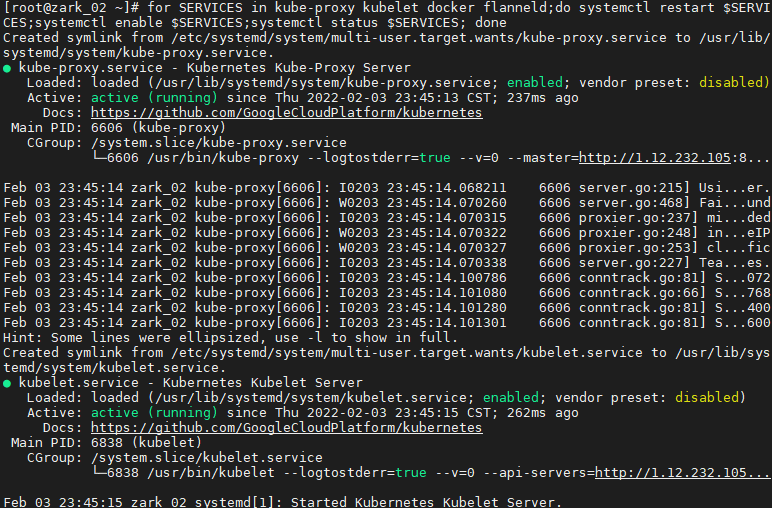 [root@zark_02 ~]# for SERVICES in kube-proxy kubelet docker flanneld;do systemctl restart $SERVI
CES;systemctl enable $SERVICES;systemctl status $SERVICES; done
Created symlink from /etc/systemd/system/multi-user.target.wants/kube-proxy.service to /usr/lib/
systemd/system/kube-proxy.service.
● kube-proxy.service - Kubernetes Kube-Proxy Server
   Loaded: loaded (/usr/lib/systemd/system/kube-proxy.service; enabled; vendor preset: disabled)
   Active: active (running) since Thu 2022-02-03 23:45:13 CST; 237ms ago
     Docs: https://github.com/GoogleCloudPlatform/kubernetes
 Main PID: 6606 (kube-proxy)
   CGroup: /system.slice/kube-proxy.service
           └─6606 /usr/bin/kube-proxy --logtostderr=true --v=0 --master=http://1.12.232.105:8...

Feb 03 23:45:14 zark_02 kube-proxy[6606]: I0203 23:45:14.068211    6606 server.go:215] Usi...er.
Feb 03 23:45:14 zark_02 kube-proxy[6606]: W0203 23:45:14.070260    6606 server.go:468] Fai...und
Feb 03 23:45:14 zark_02 kube-proxy[6606]: I0203 23:45:14.070315    6606 proxier.go:237] mi...ded
Feb 03 23:45:14 zark_02 kube-proxy[6606]: W0203 23:45:14.070322    6606 proxier.go:248] in...eIP
Feb 03 23:45:14 zark_02 kube-proxy[6606]: W0203 23:45:14.070327    6606 proxier.go:253] cl...fic
Feb 03 23:45:14 zark_02 kube-proxy[6606]: I0203 23:45:14.070338    6606 server.go:227] Tea...es.
Feb 03 23:45:14 zark_02 kube-proxy[6606]: I0203 23:45:14.100786    6606 conntrack.go:81] S...072
Feb 03 23:45:14 zark_02 kube-proxy[6606]: I0203 23:45:14.101080    6606 conntrack.go:66] S...768
Feb 03 23:45:14 zark_02 kube-proxy[6606]: I0203 23:45:14.101280    6606 conntrack.go:81] S...400
Feb 03 23:45:14 zark_02 kube-proxy[6606]: I0203 23:45:14.101301    6606 conntrack.go:81] S...600
Hint: Some lines were ellipsized, use -l to show in full.
Created symlink from /etc/systemd/system/multi-user.target.wants/kubelet.service to /usr/lib/sys
temd/system/kubelet.service.
● kubelet.service - Kubernetes Kubelet Server
   Loaded: loaded (/usr/lib/systemd/system/kubelet.service; enabled; vendor preset: disabled)
   Active: active (running) since Thu 2022-02-03 23:45:15 CST; 262ms ago
     Docs: https://github.com/GoogleCloudPlatform/kubernetes
 Main PID: 6838 (kubelet)
   CGroup: /system.slice/kubelet.service
           └─6838 /usr/bin/kubelet --logtostderr=true --v=0 --api-servers=http://1.12.232.105...

Feb 03 23:45:15 zark_02 systemd[1]: Started Kubernetes Kubelet Server.